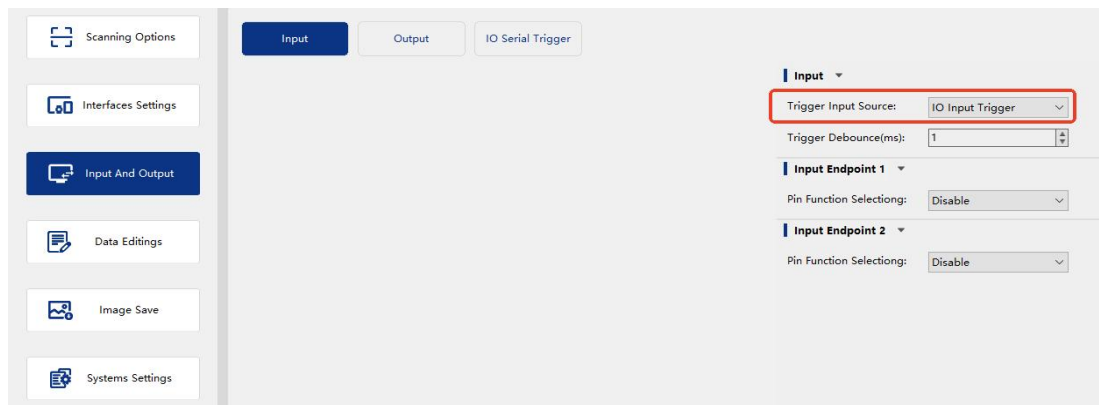 Scanning Options
Interfaces Settings
Input And Output
Data Editings
Image Save
Systems Settings
Input
Output
IO Serial Trigger
Input
Trigger Input Source: IO Input Trigger
Trigger Debounce(ms): 1
Input Endpoint 1
Pin Function Selectiong: Disable
Input Endpoint 2
Pin Function Selectiong: Disable